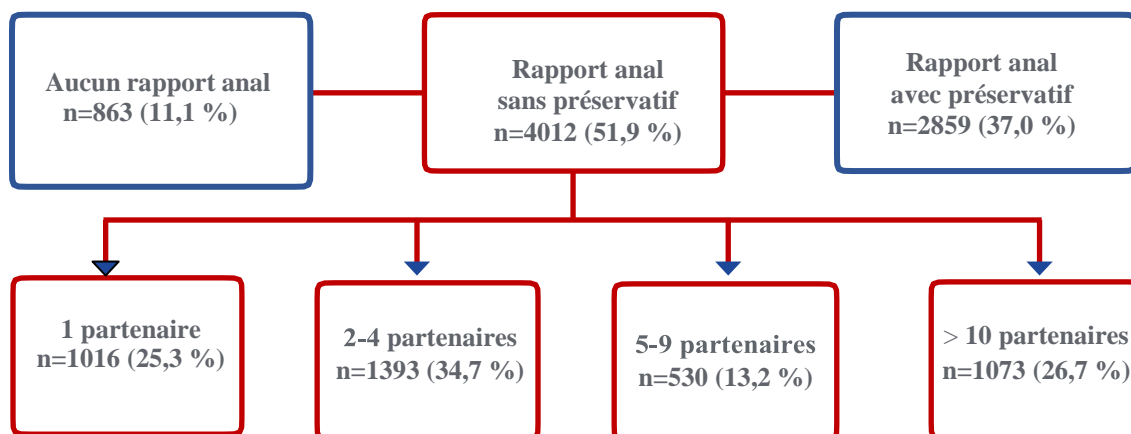 Aucun rapport anal
n=863 (11,1 %)
Rapport anal
sans préservatif
n=4012 (51,9 %)
Rapport anal
avec préservatif
n=2859 (37,0 %)
1 partenaire
n=1016 (25,3 %)
2-4 partenaires
n=1393 (34,7 %)
5-9 partenaires
n=530 (13,2 %)
> 10 partenaires
n=1073 (26,7 %)